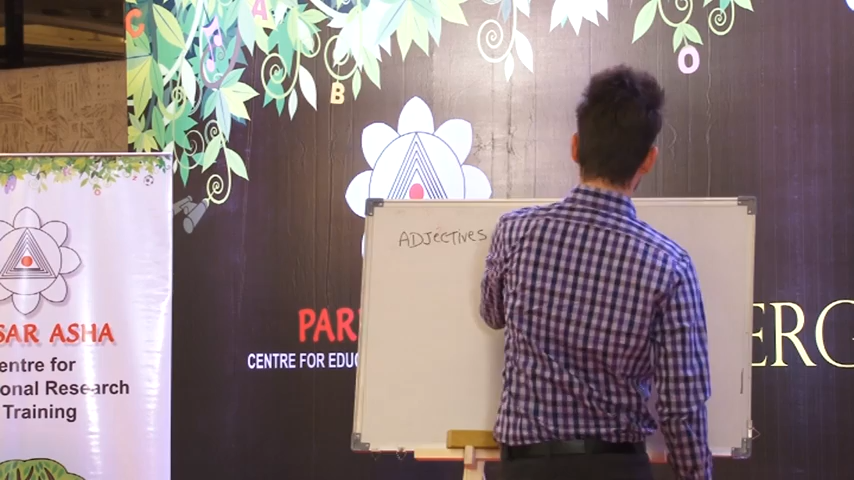 C
A
B
O
ADJecTives
PAR
CENTRE FOR EDUC
ERG
SAR ASHA
entre for
onal Research
Training